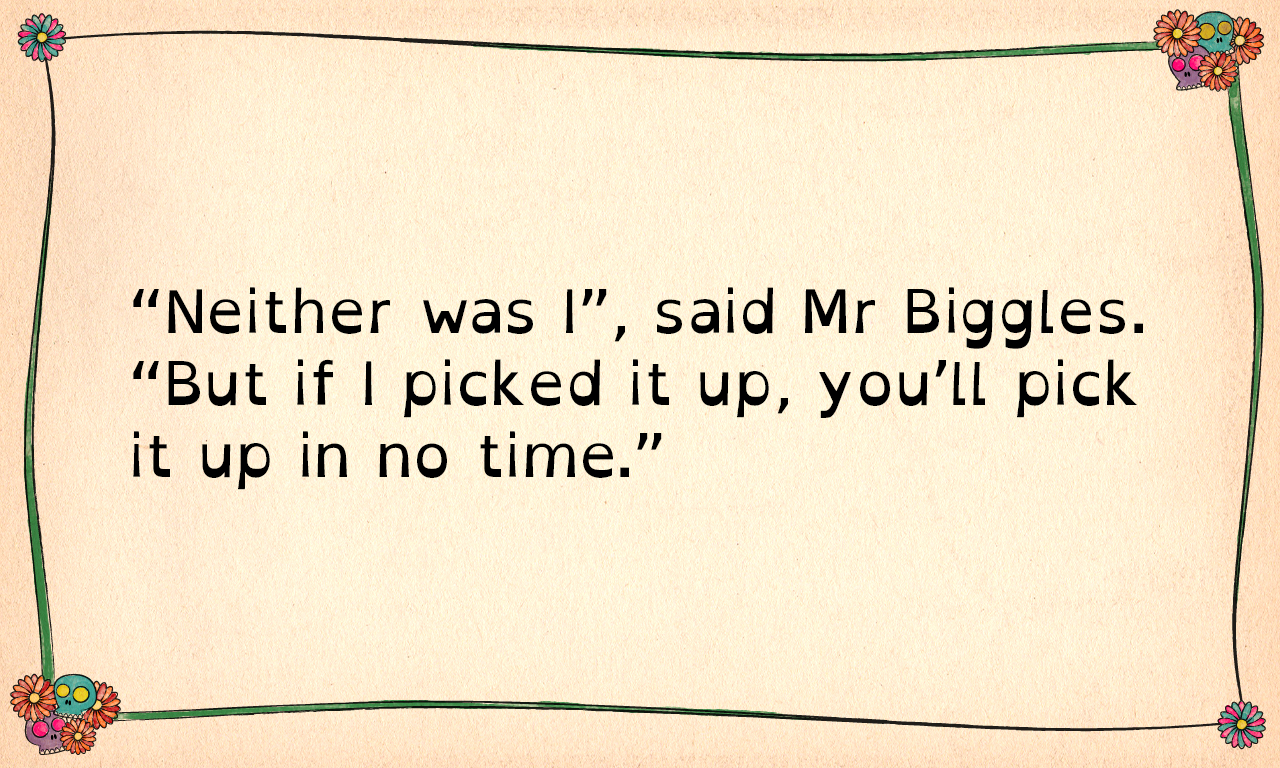 “Neither was I”, said Mr Biggles.
“But if I picked it up, you’ll pick
it up in no time.”